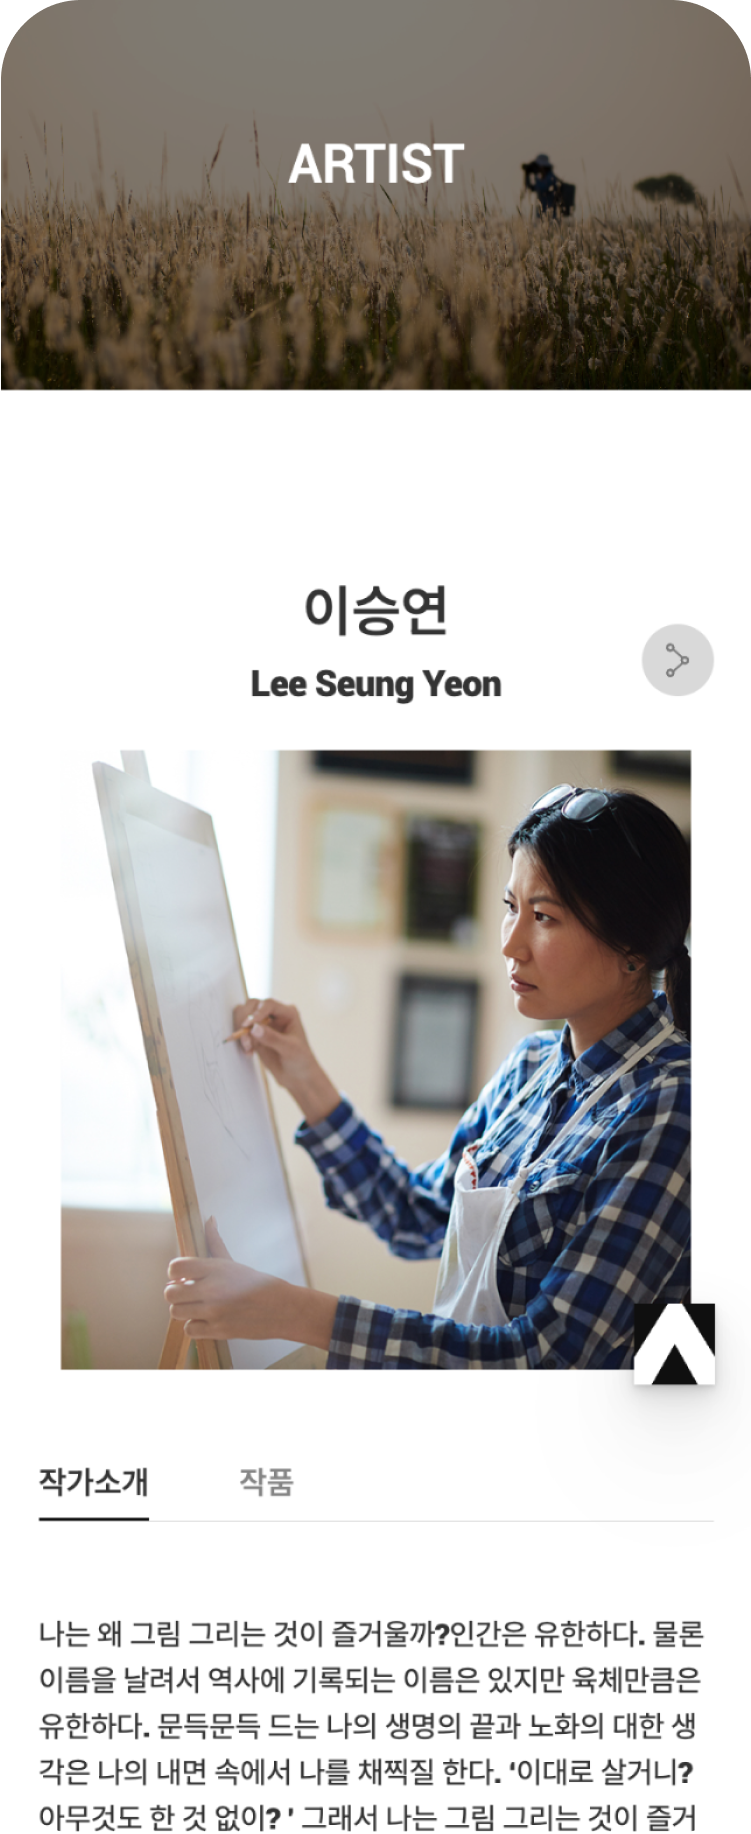 ARTIST
이승연
Lee Seung Yeon
작가소개 작품
나는 왜 그림 그리는 것이 즐거울까?인간은 유한하다. 물론
이름을 날려서 역사에 기록되는 이름은 있지만 육체만큼은
유한하다. 문득문득 드는 나의 생명의 끝과 노화의 대한 생
각은 나의 내면 속에서 나를 채찍질 한다. ‘이대로 살거니?
아무것도 한 것 없이? ’ 그래서 나는 그림 그리는 것이 즐거